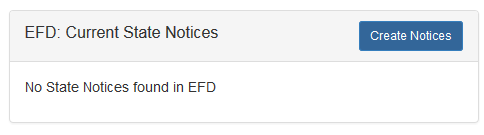 EFD: Current State Notices
Create Notices
No State Notices found in EFD